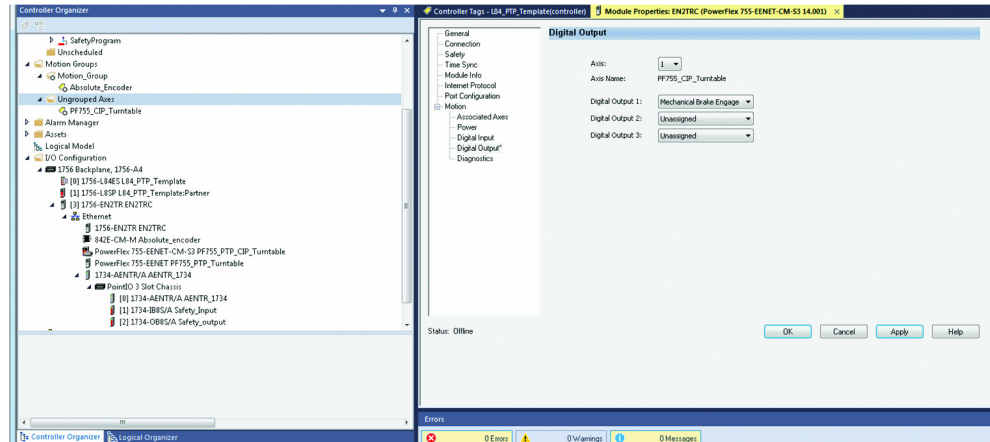 Controller Organizer
SafetyProgram
Unscheduled
Motion Groups
Motion_Group
Absolute_Encoder
Ungrouped Axes
PF755_CIP_Turntable
Alarm Manager
Assets
Logical Model
I/O Configuration
1756 Backplane, 1756-A4
[0] 1756-L84ES L84_PTP_Template
[1] 1756-L8SP L84_PTP_Template:Partner
[3] 1756-EN2TR EN2TRC
Ethernet
1756-EN2TR EN2TRC
842E-CM-M Absolute_encoder
PowerFlex 755-EENET-CM-S3 PF755_PTP_CIP_Turntable
PowerFlex 755-EENET PF755_PTP_Turntable
1734-AENTR/A AENTR_1734
PointIO 3 Slot Chassis
[0] 1734-AENTR/A AENTR_1734
[1] 1734-IB8S/A Safety_Input
[2] 1734-OB8S/A Safety_output
Controller Organizer
Logical Organizer
Controller Tags - L84_PTP_Template(controller)
Module Properties: EN2TRC (PowerFlex 755-EENET-CM-S3 14.001)
General
Connection
Safety
Time Sync
Module Info
Internet Protocol
Port Configuration
Motion
Associated Axes
Power
Digital Input
Digital Output*
Diagnostics
Digital Output
Axis: 1
Axis Name: PF755_CIP_Turntable
Digital Output 1: Mechanical Brake Engage
Digital Output 2: Unassigned
Digital Output 3: Unassigned
Status: Offline
OK Cancel Apply Help
Errors
0 Errors 0 Warnings 0 Messages